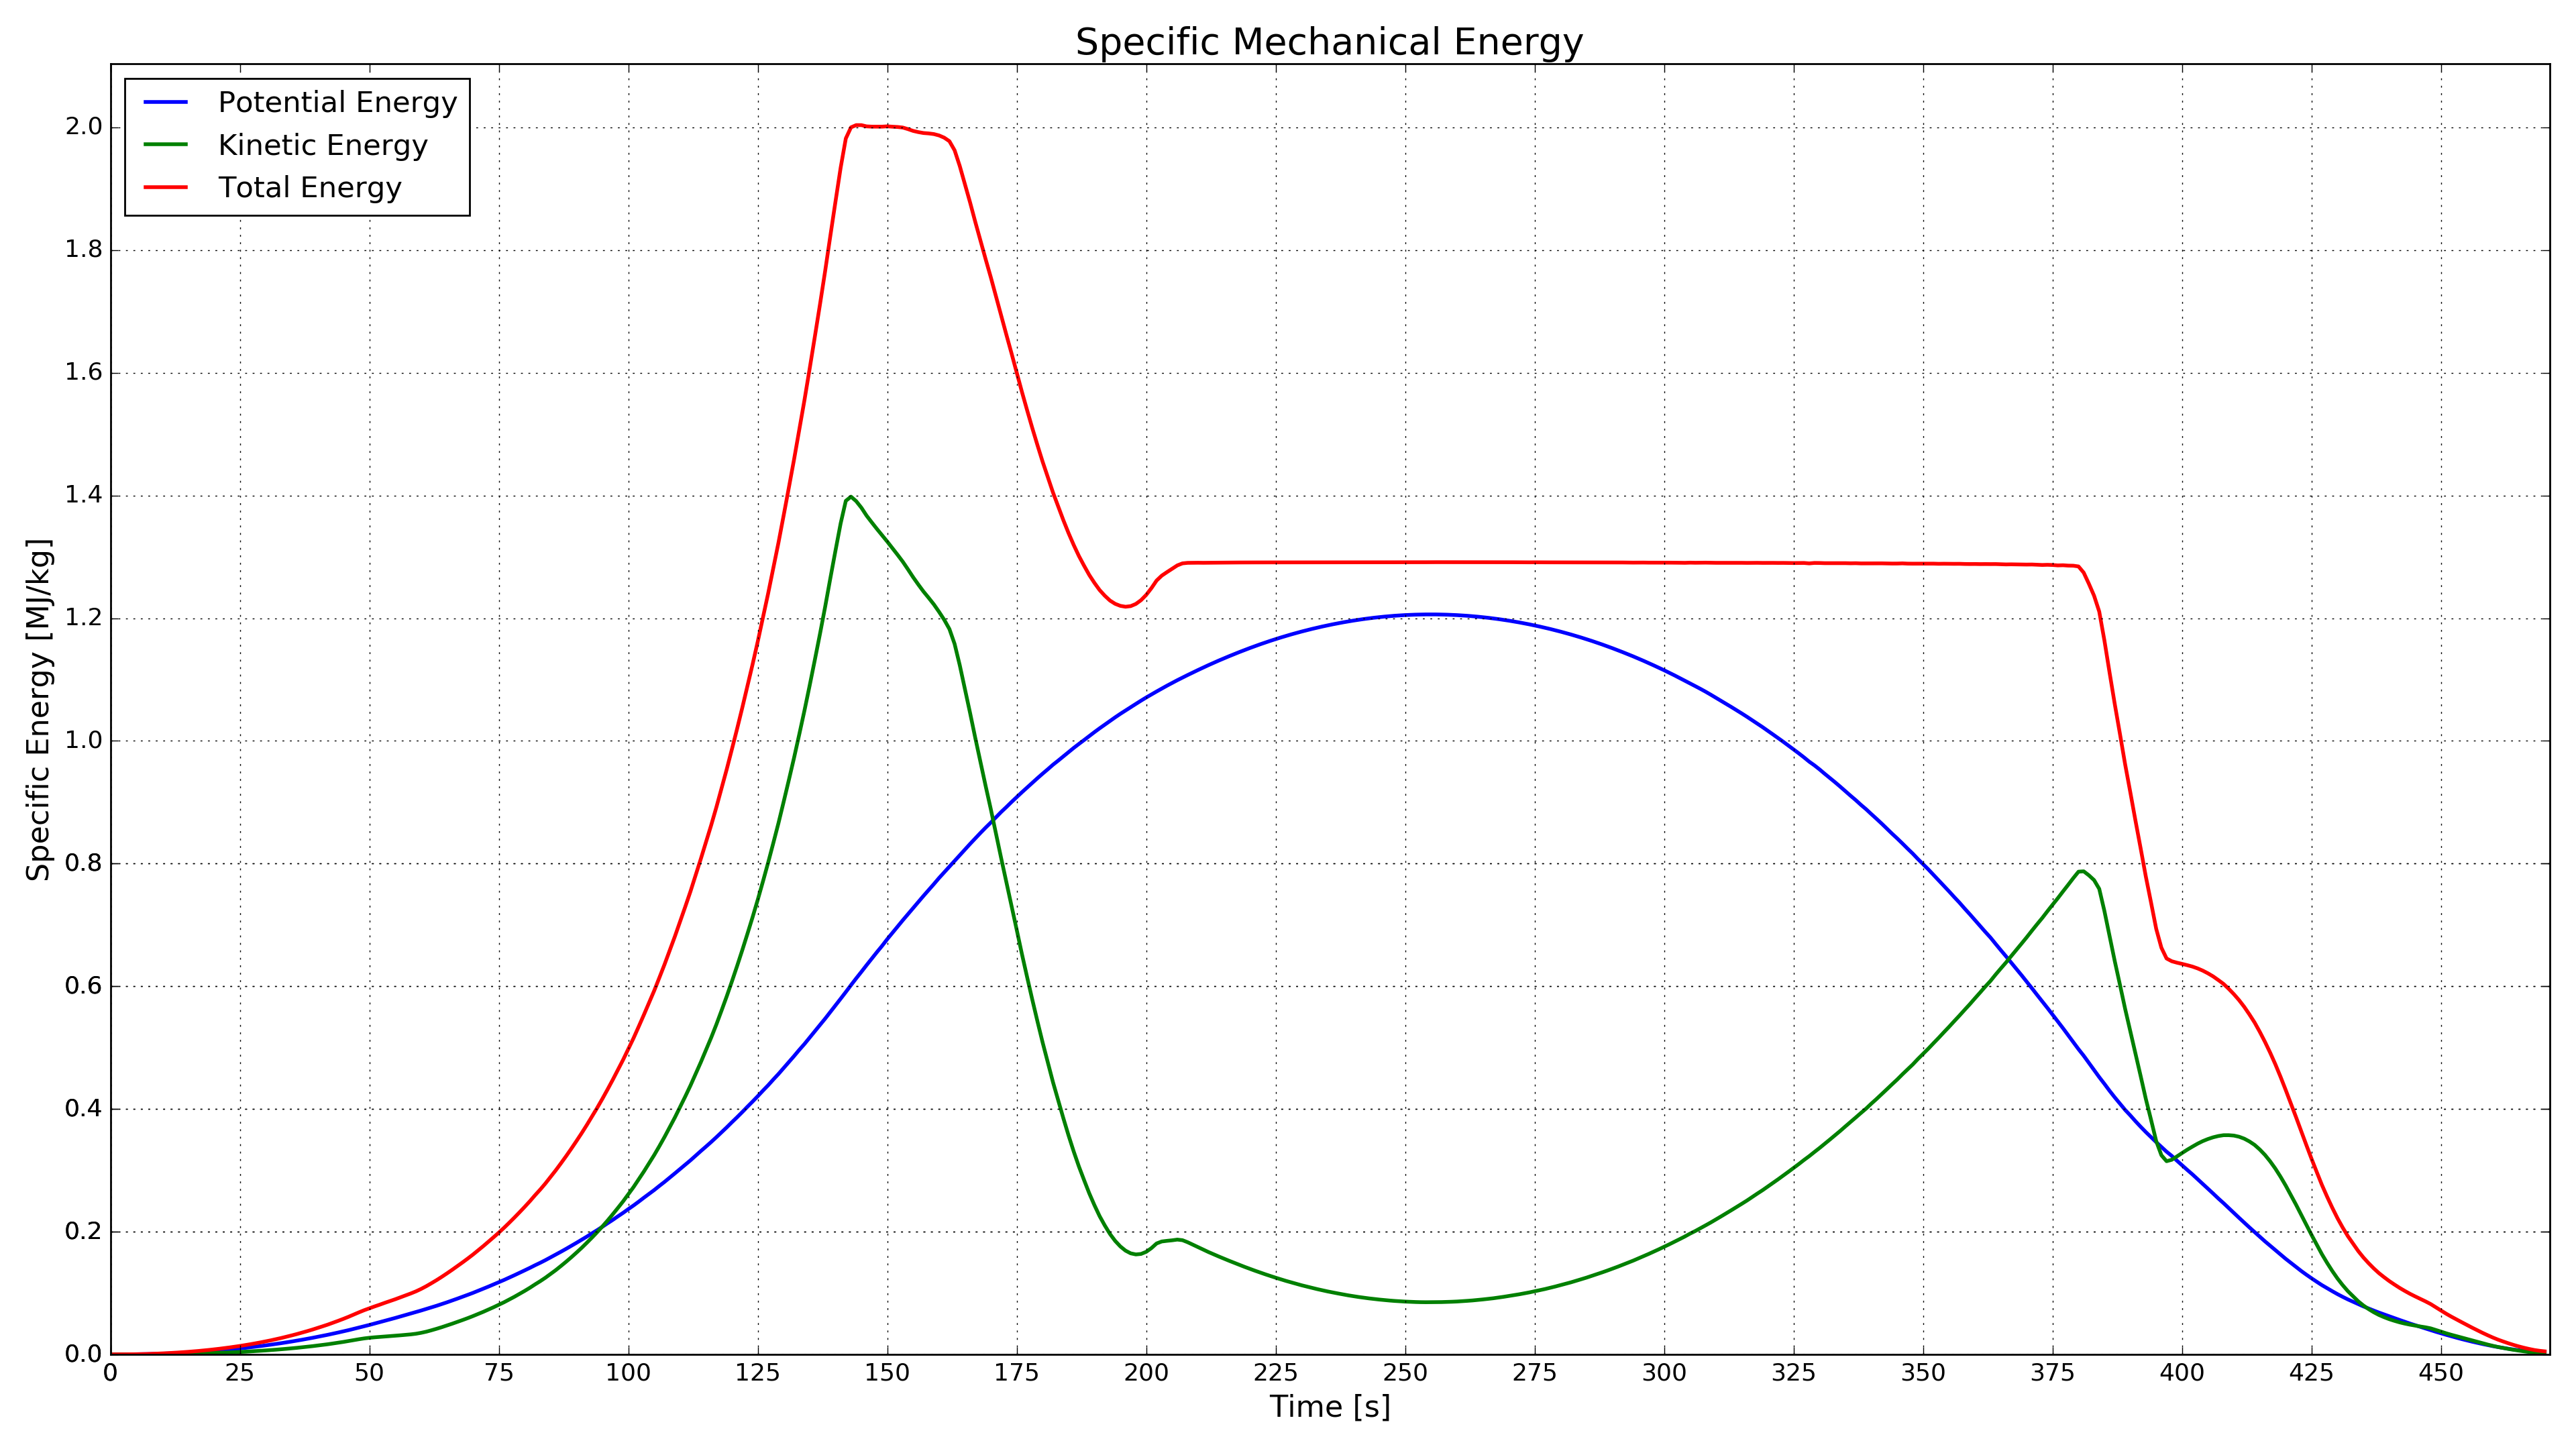 Specific Mechanical Energy
Potential Energy
Kinetic Energy
Total Energy
Specific Energy [MJ/kg]
2.0
1.8
1.6
1.4
1.2
1.0
0.8
0.6
0.4
0.2
0.0
0 25 50 75 100 125 150 175 200 225 250 275 300 325 350 375 400 425 450
Time [s]